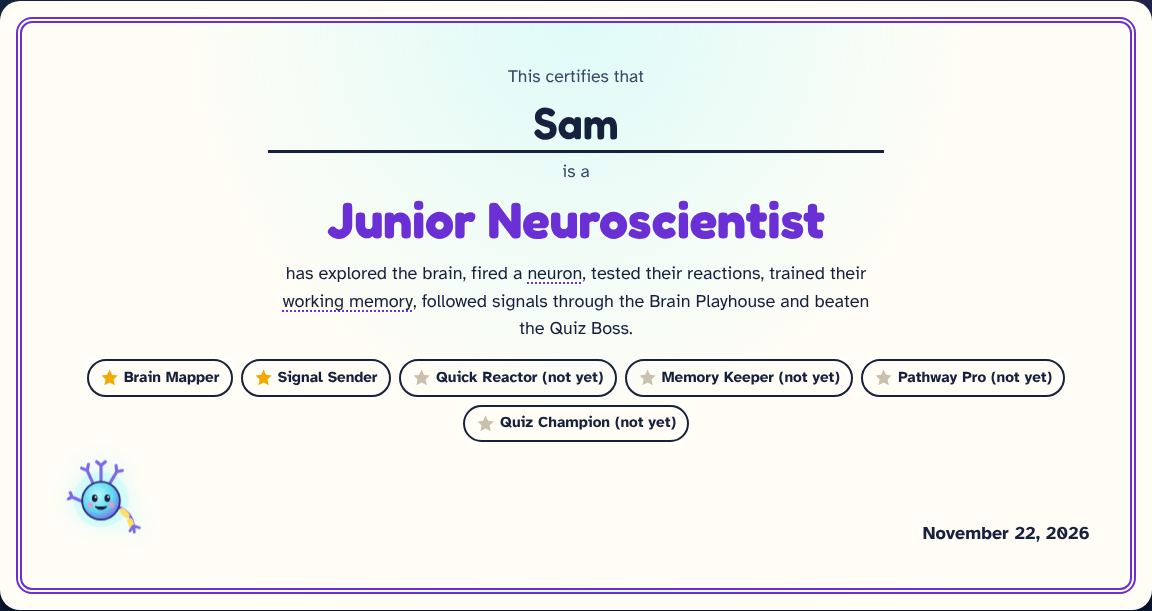 This certifies that
Sam
is a
Junior Neuroscientist
has explored the brain, fired a neuron, tested their reactions, trained their
working memory, followed signals through the Brain Playhouse and beaten
the Quiz Boss.
Brain Mapper Signal Sender Quick Reactor (not yet) Memory Keeper (not yet) Pathway Pro (not yet)
Quiz Champion (not yet)
November 22, 2026